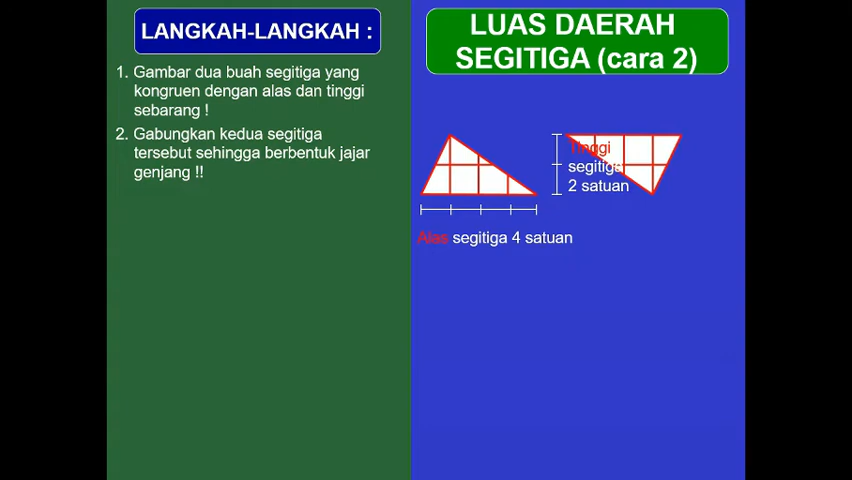 LANGKAH-LANGKAH :
1. Gambar dua buah segitiga yang
kongruen dengan alas dan tinggi
sebarang !
2. Gabungkan kedua segitiga
tersebut sehingga berbentuk jajar
genjang !!
LUAS DAERAH
SEGITIGA (cara 2)
Tinggi
segitiga
2 satuan
Alas segitiga 4 satuan